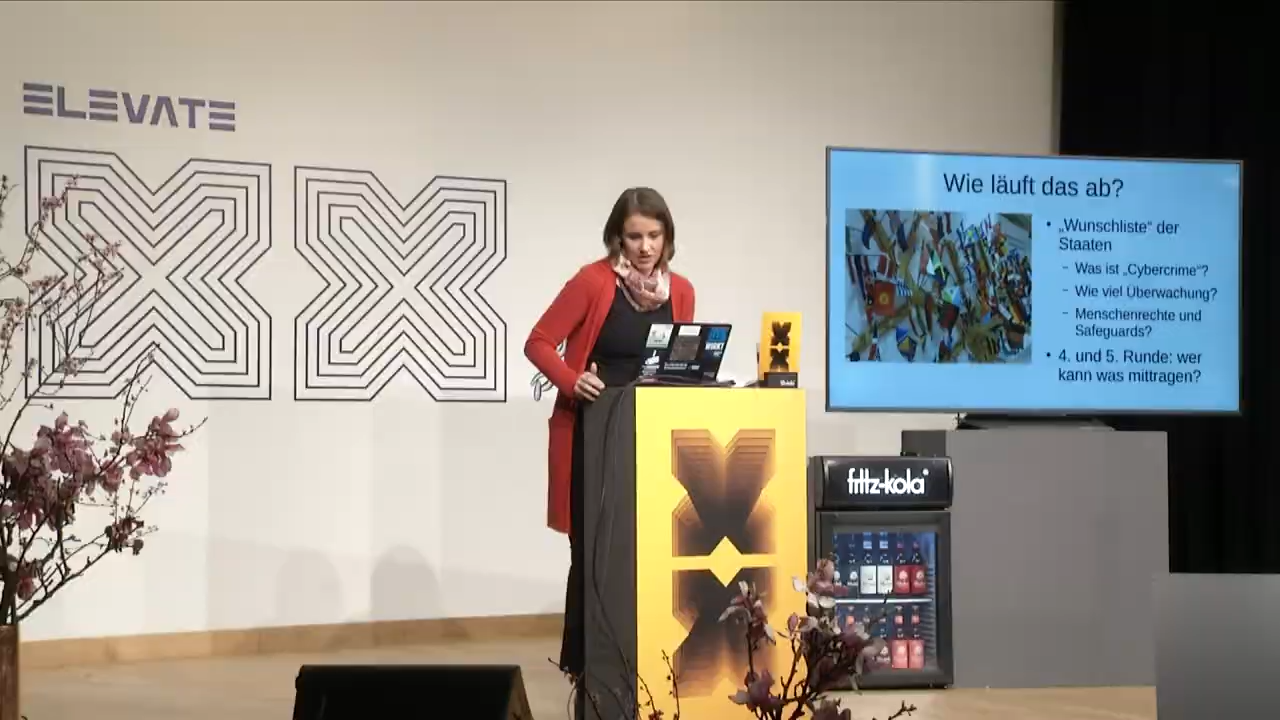 ELEVATE
XX
Wie läuft das ab?
• „Wunschliste“ der
Staaten
– Was ist „Cybercrime“?
– Wie viel Überwachung?
– Menschenrechte und
Safeguards?
• 4. und 5. Runde: wer
kann was mittragen?
fritz-kola